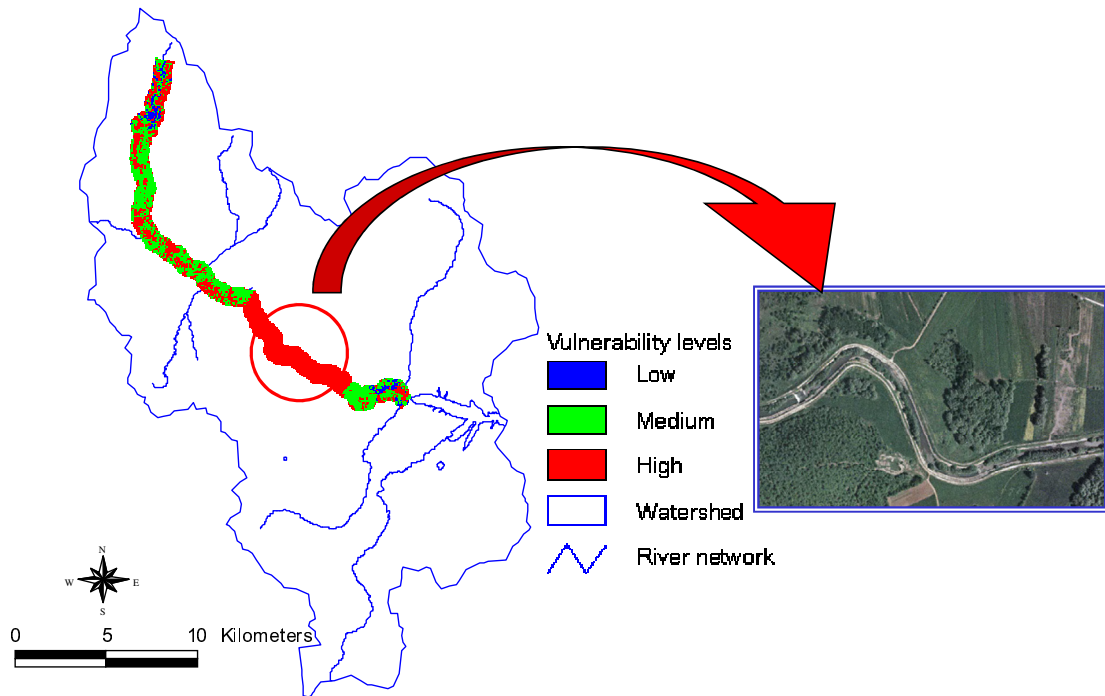 Vulnerability levels
Low
Medium
High
Watershed
River network
N
W E
S
0 5 10 Kilometers